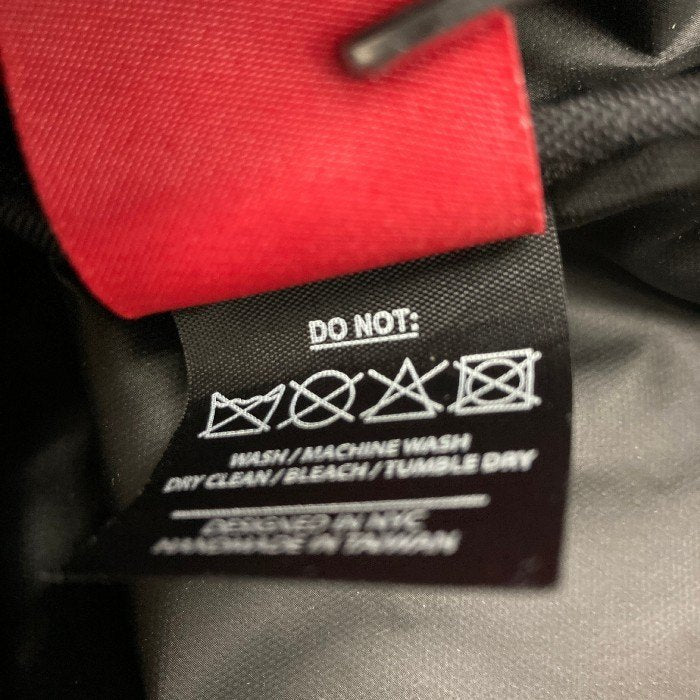 DO NOT:
WASH / MACHINE WASH
DRY CLEAN / BLEACH / TUMBLE DRY
DESIGNED IN NYC
HANDMADE IN TAIWAN